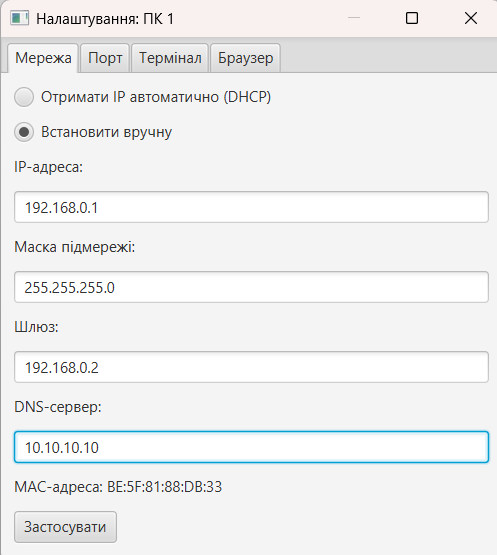 Налаштування: ПК 1
Мережа Порт Термінал Браузер
Отримати IP автоматично (DHCP)
Встановити вручну
IP-адреса:
192.168.0.1
Маска підмережі:
255.255.255.0
Шлюз:
192.168.0.2
DNS-сервер:
10.10.10.10
MAC-адреса: BE:5F:81:88:DB:33
Застосувати